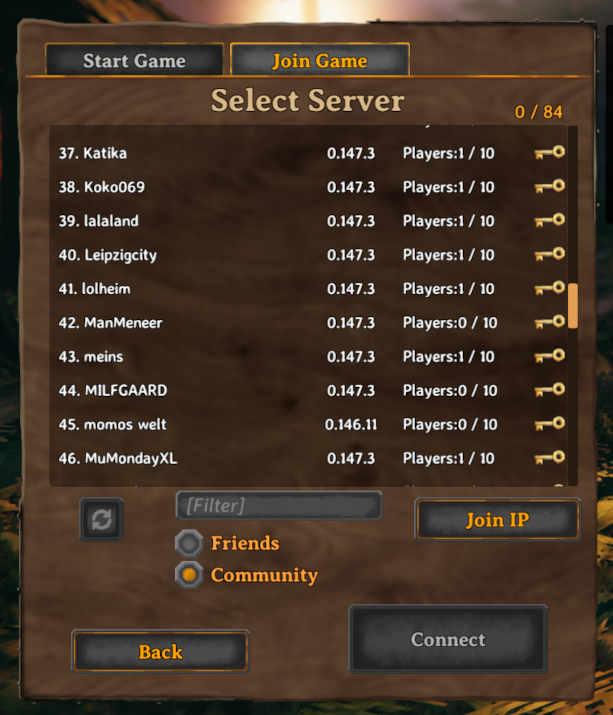 Start Game Join Game
Select Server
0 / 84
37. Katika 0.147.3 Players:1 / 10
38. Koko069 0.147.3 Players:1 / 10
39. lalaland 0.147.3 Players:1 / 10
40. Leipzigcity 0.147.3 Players:1 / 10
41. lolheim 0.147.3 Players:1 / 10
42. ManMeneer 0.147.3 Players:0 / 10
43. meins 0.147.3 Players:1 / 10
44. MILFGAARD 0.147.3 Players:0 / 10
45. momos welt 0.146.11 Players:0 / 10
46. MuMondayXL 0.147.3 Players:1 / 10
[Filter]
Join IP
Friends
Community
Back
Connect